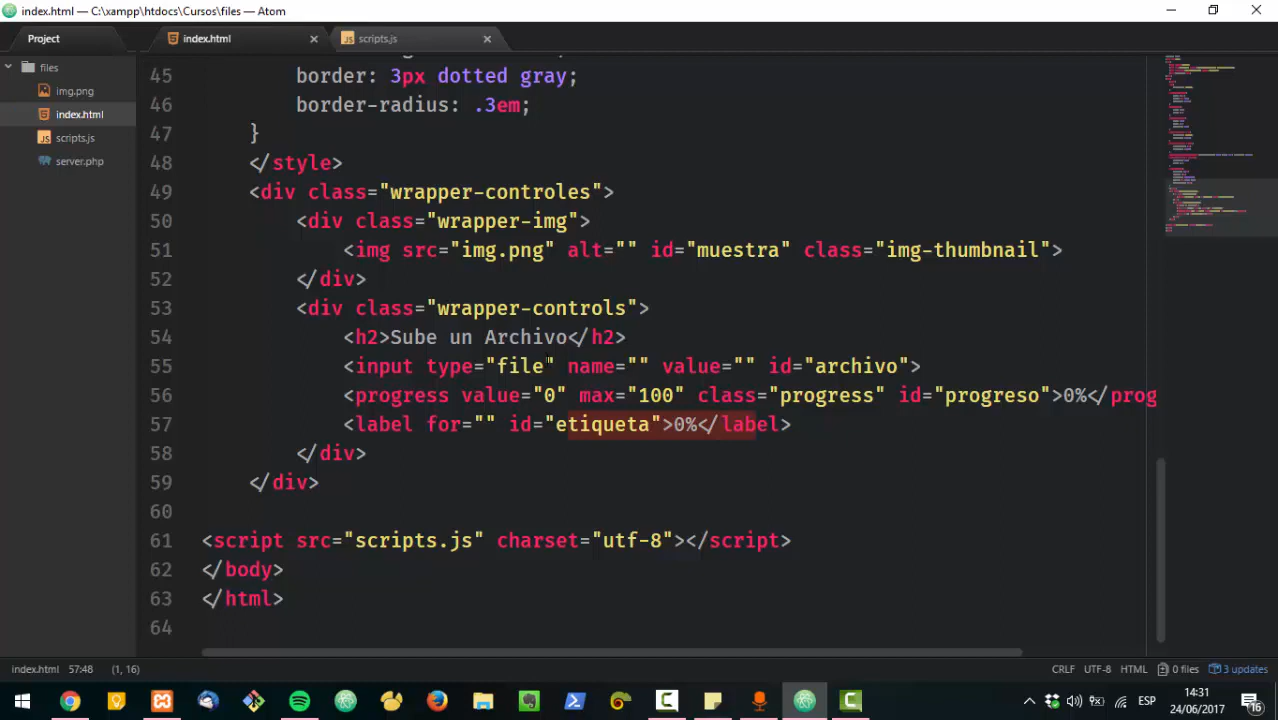 index.html — C:\xampp\htdocs\Cursos\files — Atom
Project
index.html
scripts.js
files
img.png
index.html
scripts.js
server.php
45 border: 3px dotted gray;
46 border-radius: .3em;
47 }
48 </style>
49 <div class="wrapper-controles">
50 <div class="wrapper-img">
51 <img src="img.png" alt="" id="muestra" class="img-thumbnail">
52 </div>
53 <div class="wrapper-controls">
54 <h2>Sube un Archivo</h2>
55 <input type="file" name="" value="" id="archivo">
56 <progress value="0" max="100" class="progress" id="progreso">0%</prog
57 <label for="" id="etiqueta">0%</label>
58 </div>
59 </div>
60
61 <script src="scripts.js" charset="utf-8"></script>
62 </body>
63 </html>
64
index.html 57:48 (1, 16)
CRLF UTF-8 HTML 0 files 3 updates
ESP
14:31
24/06/2017
16